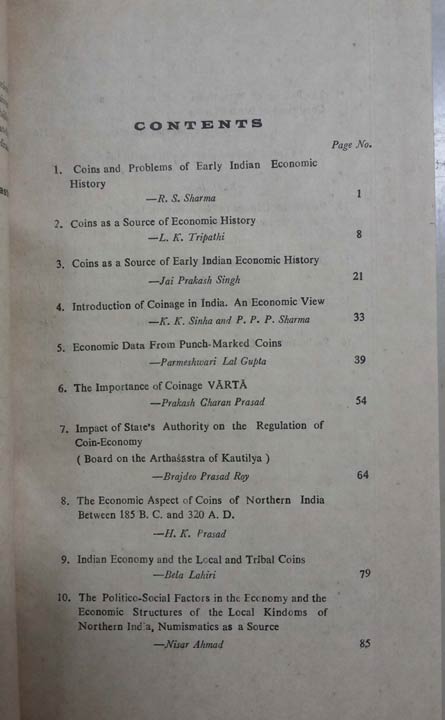 CONTENTS
Page No.
1. Coins and Problems of Early Indian Economic
History
—R. S. Sharma 1
2. Coins as a Source of Economic History
—L. K. Tripathi 8
3. Coins as a Source of Early Indian Economic History
—Jai Prakash Singh 21
4. Introduction of Coinage in India. An Economic View
—K. K. Sinha and P. P. P. Sharma 33
5. Economic Data From Punch-Marked Coins
—Parmeshwari Lal Gupta 39
6. The Importance of Coinage VĀRTĀ
—Prakash Charan Prasad 54
7. Impact of State's Authority on the Regulation of
Coin-Economy
( Board on the Arthaśāstra of Kautilya )
—Brajdeo Prasad Roy 64
8. The Economic Aspect of Coins of Northern India
Between 185 B. C. and 320 A. D.
—H. K. Prasad
9. Indian Economy and the Local and Tribal Coins
—Bela Lahiri 79
10. The Politico-Social Factors in the Economy and the
Economic Structures of the Local Kindoms of
Northern India, Numismatics as a Source
—Nisar Ahmad 85